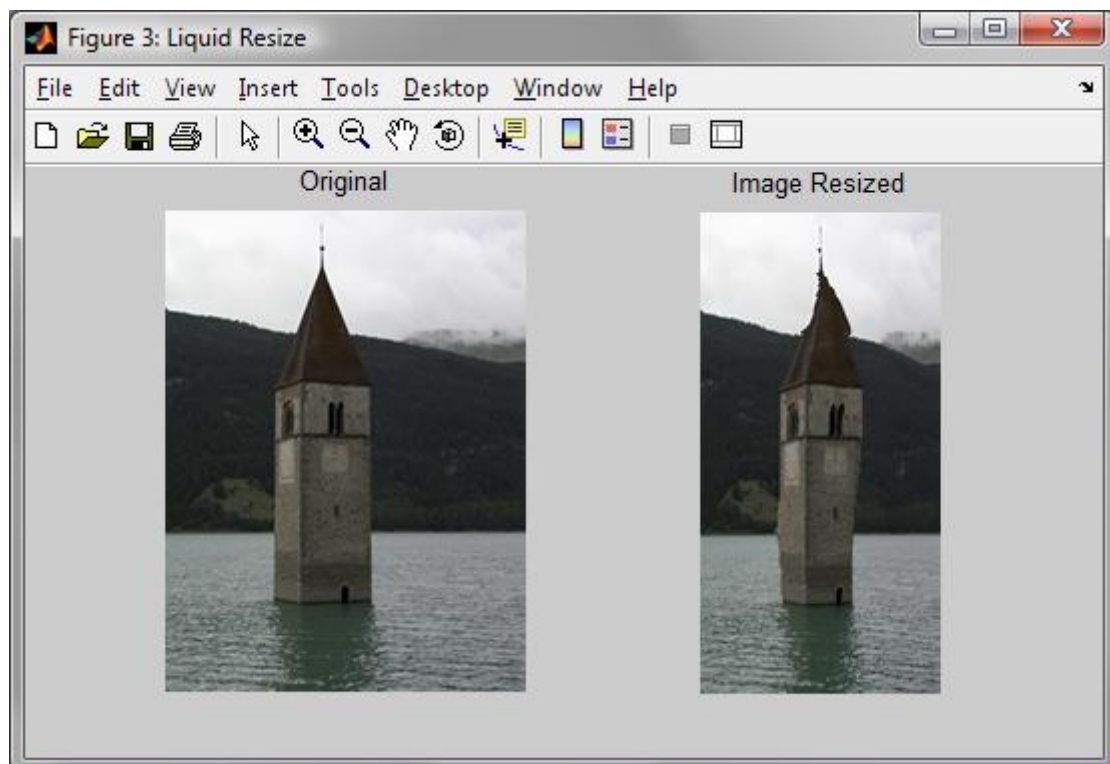 Figure 3: Liquid Resize
File Edit View Insert Tools Desktop Window Help
Original
Image Resized